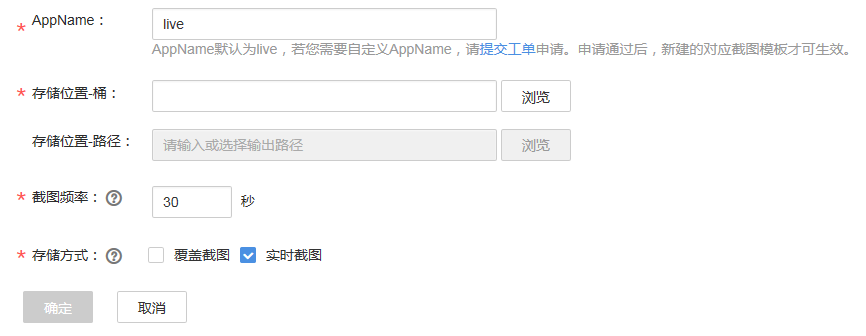 * AppName： live
AppName默认为live，若您需要自定义AppName，请提交工单申请。申请通过后，新建的对应截图模板才可生效。
* 存储位置-桶： 浏览
存储位置-路径： 请输入或选择输出路径 浏览
* 截图频率： ? 30 秒
* 存储方式： ? 覆盖截图 实时截图
确定 取消